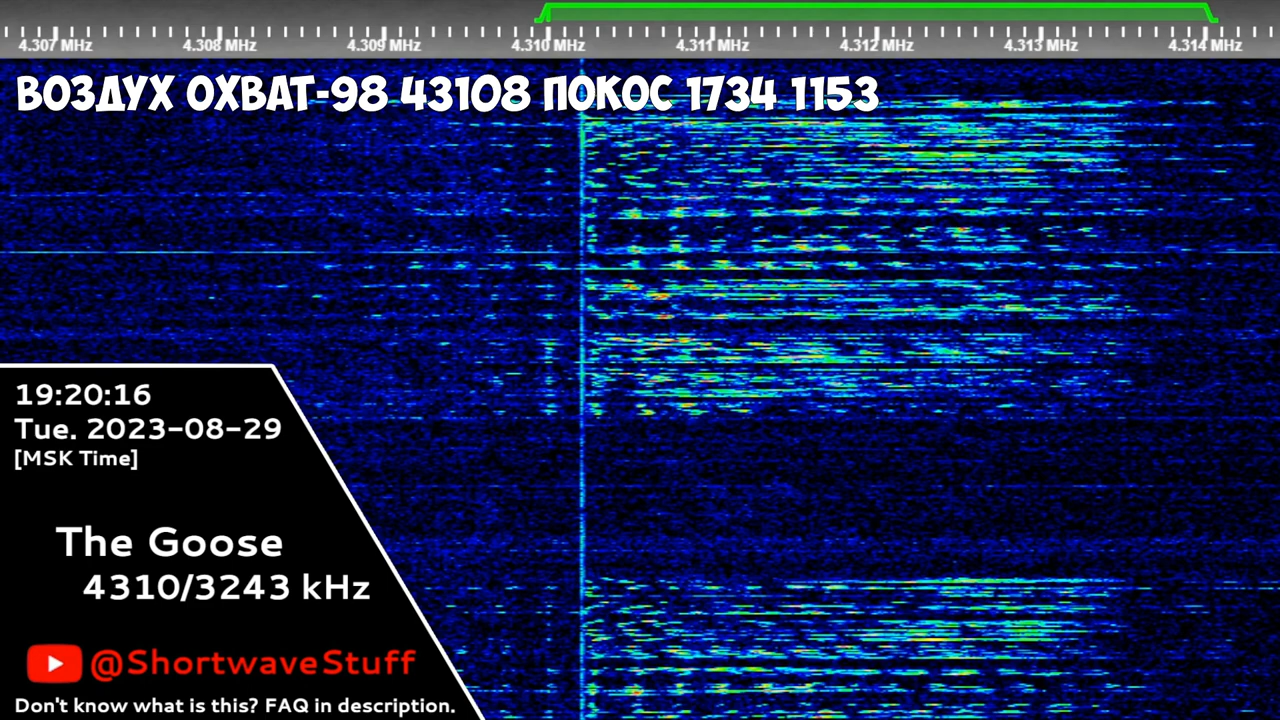 4.307 MHz 4.308 MHz 4.309 MHz 4.310 MHz 4.311 MHz 4.312 MHz 4.313 MHz 4.314 MHz
ВОЗДУХ ОХВАТ-98 43108 ПОКОС 1734 1153
19:20:16
Tue. 2023-08-29
[MSK Time]
The Goose
4310/3243 kHz
@ShortwaveStuff
Don't know what is this? FAQ in description.